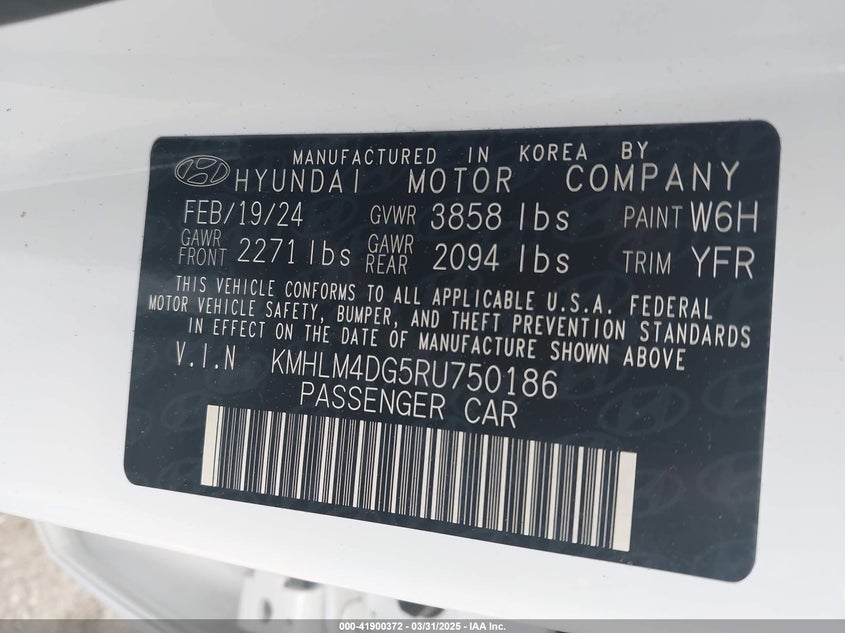 MANUFACTURED IN KOREA BY
HYUNDAI MOTOR COMPANY
FEB/19/24 GVWR 3858 lbs PAINT W6H
GAWR FRONT 2271 lbs GAWR REAR 2094 lbs TRIM YFR
THIS VEHICLE CONFORMS TO ALL APPLICABLE U.S.A. FEDERAL
MOTOR VEHICLE SAFETY, BUMPER, AND THEFT PREVENTION STANDARDS
IN EFFECT ON THE DATE OF MANUFACTURE SHOWN ABOVE
V.I.N KMHLM4DG5RU750186
PASSENGER CAR
000-41900372 - 03/31/2025 - IAA Inc.